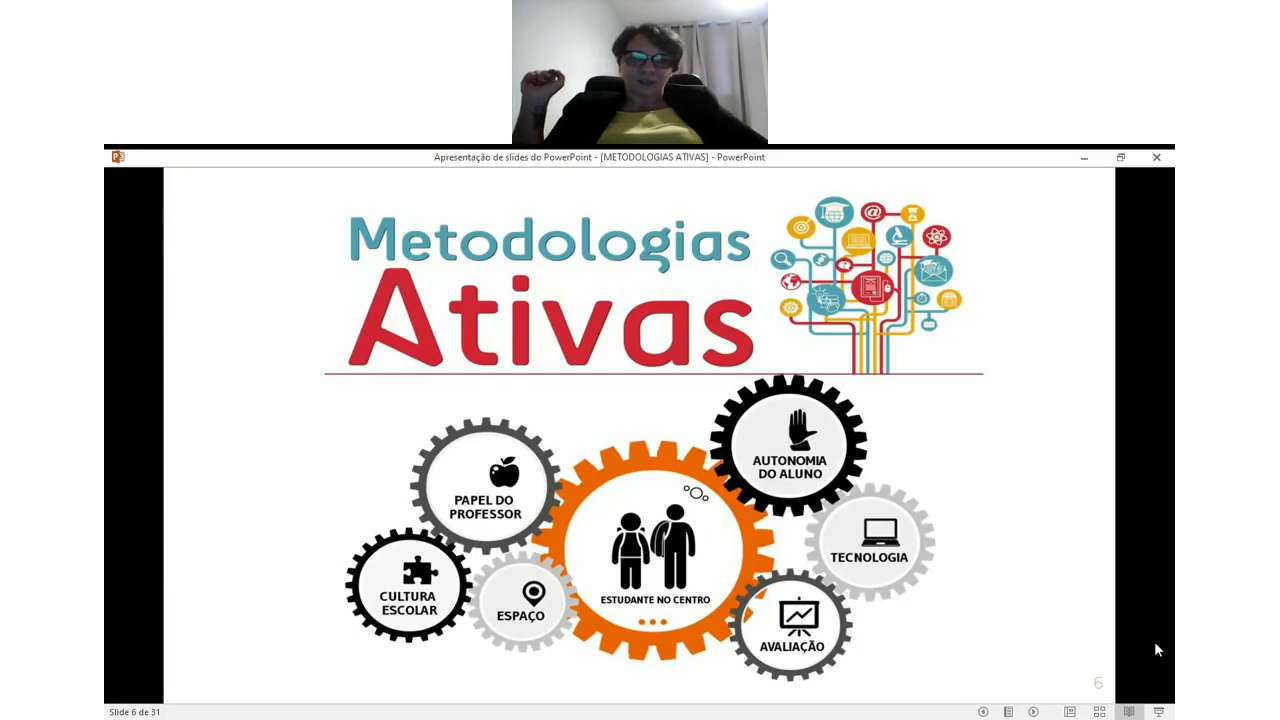 Apresentação de slides do PowerPoint - [METODOLOGIAS ATIVAS] - PowerPoint
Metodologias
Ativas
@
AUTONOMIA
DO ALUNO
PAPEL DO
PROFESSOR
TECNOLOGIA
CULTURA
ESCOLAR
ESPAÇO
ESTUDANTE NO CENTRO
AVALIAÇÃO
6
Slide 6 de 31